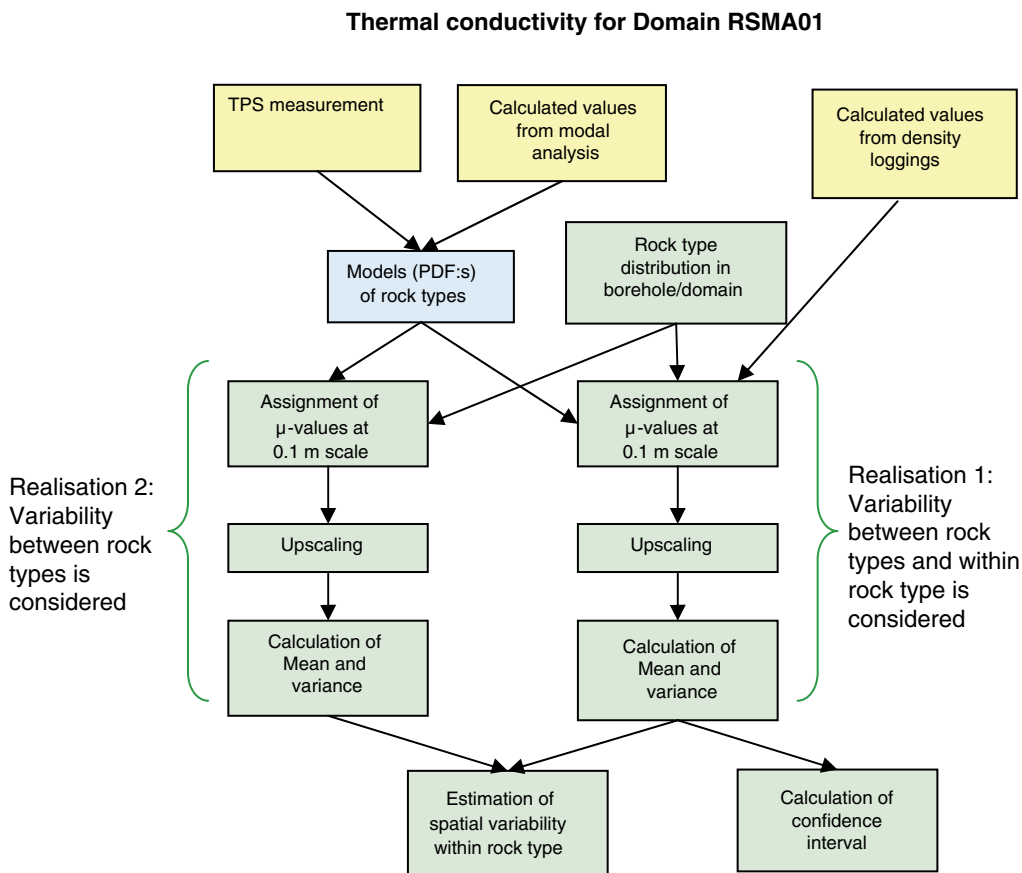 Thermal conductivity for Domain RSMA01
TPS measurement
Calculated values
from modal
analysis
Calculated values
from density
loggings
Models (PDF:s)
of rock types
Rock type
distribution in
borehole/domain
Assignment of
μ-values at
0.1 m scale
Assignment of
μ-values at
0.1 m scale
Realisation 2:
Variability
between rock
types is
considered
Realisation 1:
Variability
between rock
types and within
rock type is
considered
Upscaling
Upscaling
Calculation of
Mean and
variance
Calculation of
Mean and
variance
Estimation of
spatial variability
within rock type
Calculation of
confidence
interval